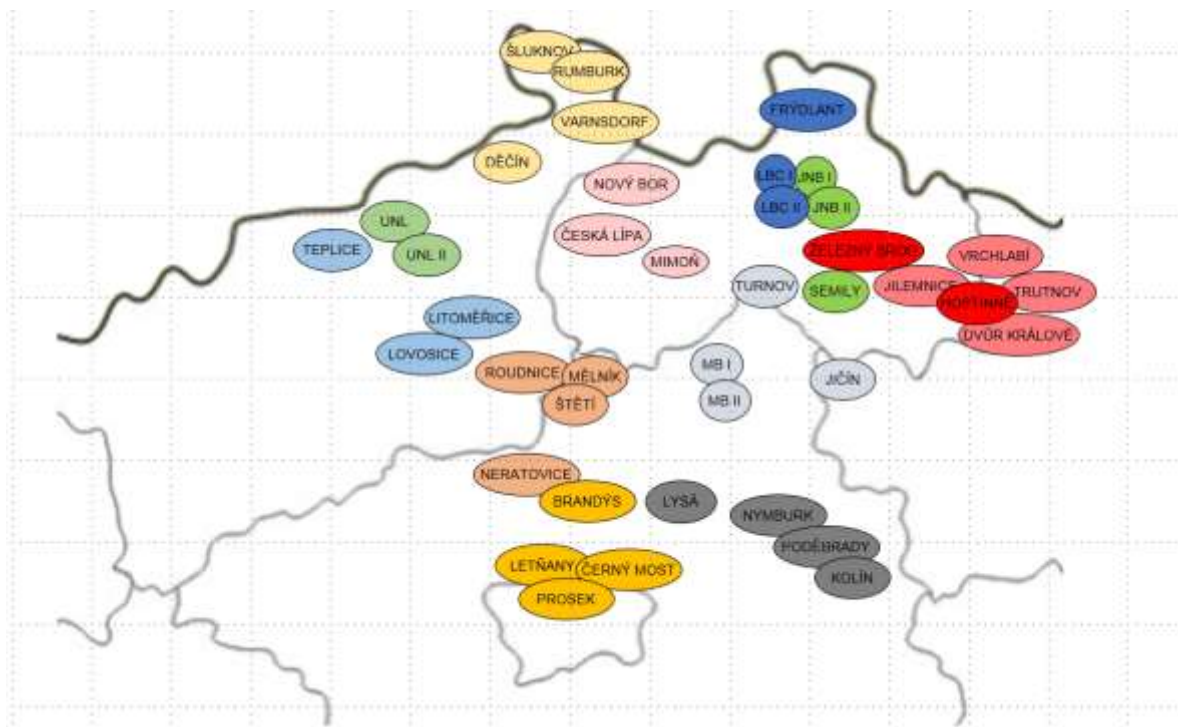 ŠLUKNOV
RUMBURK
VARNSDORF
FRÝDLANT
DĚČÍN
NOVÝ BOR
LBC I
JNB I
LBC II
JNB II
UNL
UNL II
TEPLICE
ČESKÁ LÍPA
MIMOŇ
ŽELEZNÝ BROD
VRCHLABÍ
TURNOV
SEMILY
JILEMNICE
HOSTINNÉ
TRUTNOV
DVŮR KRÁLOVÉ
LITOMĚŘICE
LOVOSICE
ROUDNICE
MĚLNÍK
ŠTĚTÍ
MB I
MB II
JIČÍN
NERATOVICE
BRANDÝS
LYSÁ
NYMBURK
PODĚBRADY
KOLÍN
LETŇANY
ČERNÝ MOST
PROSEK